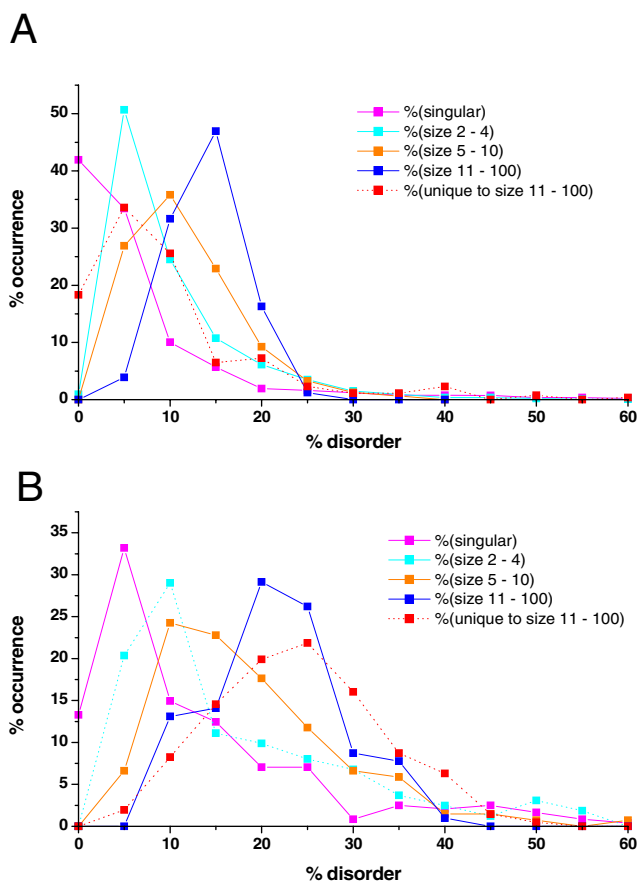 A
50
40
30
20
10
0
% occurrence
%(singular)
%(size 2 - 4)
%(size 5 - 10)
%(size 11 - 100)
%(unique to size 11 - 100)
0 10 20 30 40 50 60
% disorder
B
35
30
25
20
15
10
5
0
% occurrence
%(singular)
%(size 2 - 4)
%(size 5 - 10)
%(size 11 - 100)
%(unique to size 11 - 100)
0 10 20 30 40 50 60
% disorder